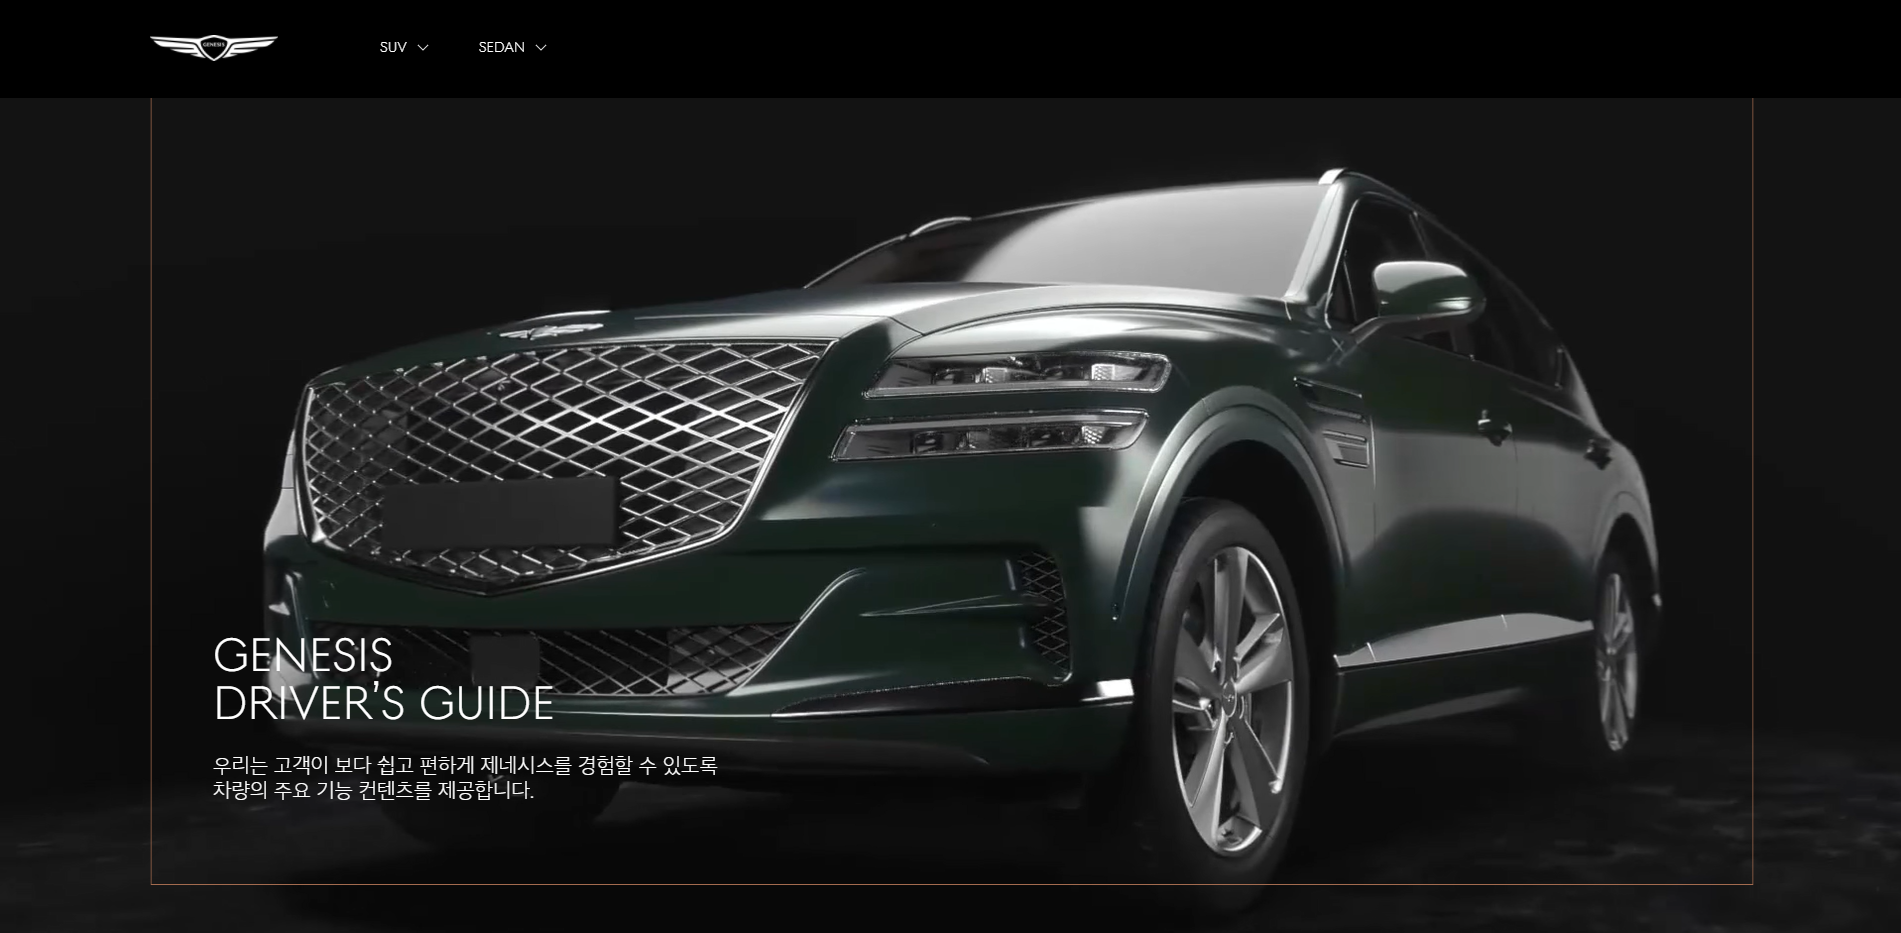 GENESIS
SUV
SEDAN
GENESIS
DRIVER'S GUIDE
우리는 고객이 보다 쉽고 편하게 제네시스를 경험할 수 있도록
차량의 주요 기능 컨텐츠를 제공합니다.